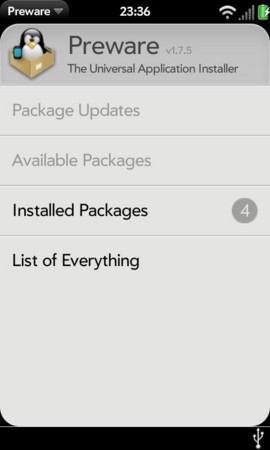 Preware 23:36
Preware v1.7.5
The Universal Application Installer
Package Updates
Available Packages
Installed Packages 4
List of Everything